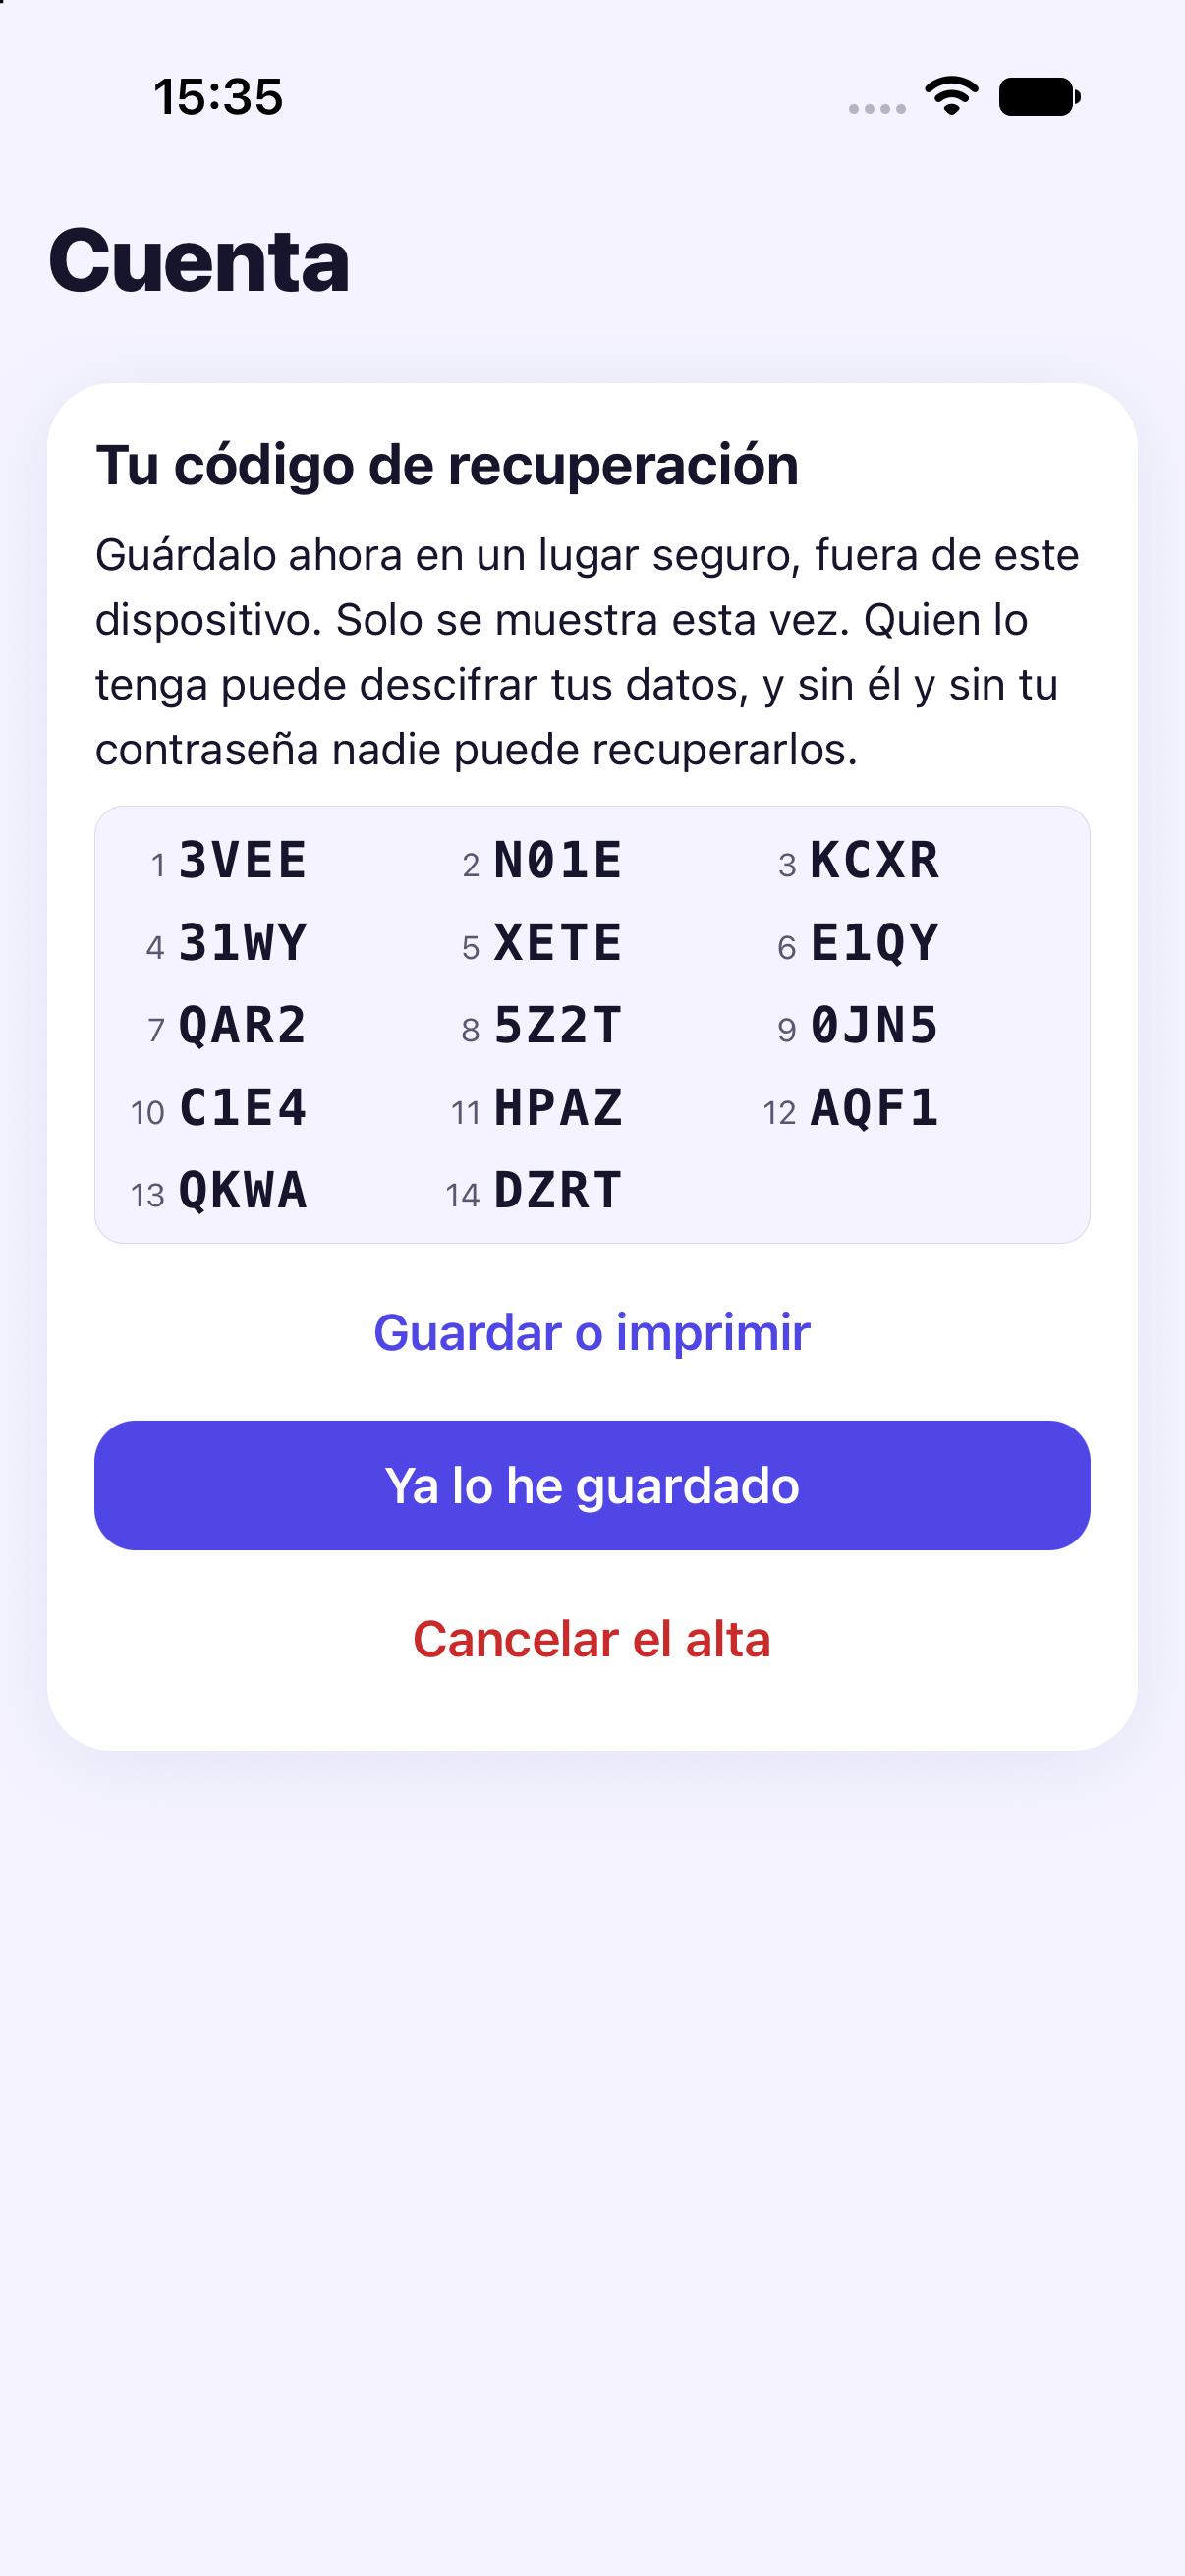 15:35
Cuenta
Tu código de recuperación
Guárdalo ahora en un lugar seguro, fuera de este
dispositivo. Solo se muestra esta vez. Quien lo
tenga puede descifrar tus datos, y sin él y sin tu
contraseña nadie puede recuperarlos.
1 3VEE 2 N01E 3 KCXR
4 31WY 5 XETE 6 E1QY
7 QAR2 8 5Z2T 9 0JN5
10 C1E4 11 HPAZ 12 AQF1
13 QKWA 14 DZRT
Guardar o imprimir
Ya lo he guardado
Cancelar el alta